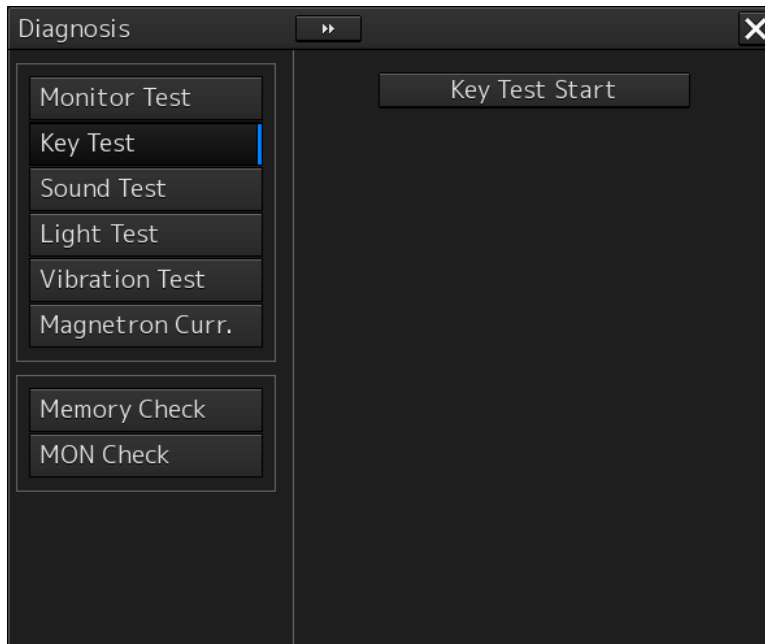 Diagnosis
Monitor Test
Key Test
Sound Test
Light Test
Vibration Test
Magnetron Curr.
Memory Check
MON Check
Key Test Start